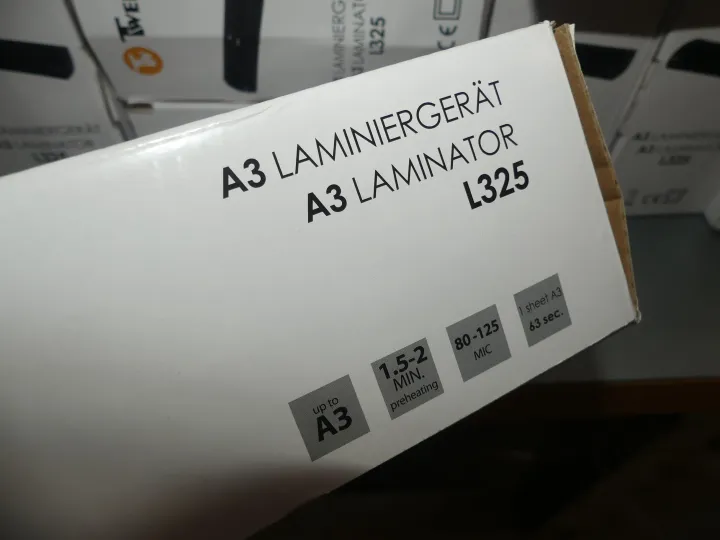 A3 LAMINIERGERÄT
A3 LAMINATOR
L325
up to
A3
1.5-2
MIN.
preheating
80-125
MIC
1 sheet A3
63 sec.
L325